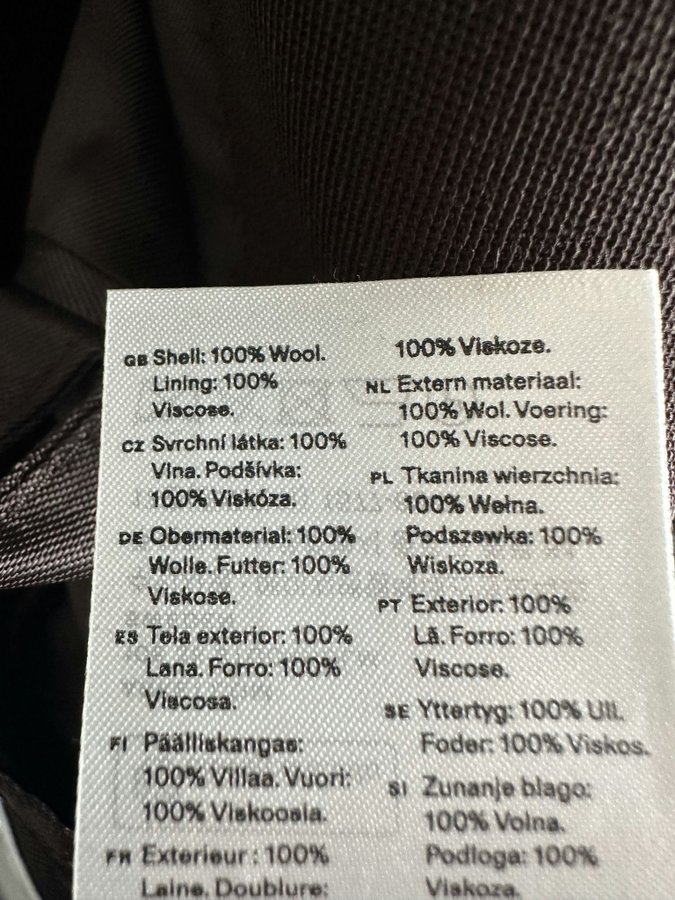 GB Shell: 100% Wool.
Lining: 100%
Viscose.
CZ Svrchní látka: 100%
Vlna. Podšívka:
100% Viskóza.
DE Obermaterial: 100%
Wolle. Futter: 100%
Viskose.
ES Tela exterior: 100%
Lana. Forro: 100%
Viscosa.
FI Päälliskangas:
100% Villaa. Vuori:
100% Viskoosia.
FR Exterieur : 100%
Laine. Doublure:
100% Viskoze.
NL Extern materiaal:
100% Wol. Voering:
100% Viscose.
PL Tkanina wierzchnia:
100% Wełna.
Podszewka: 100%
Wiskoza.
PT Exterior: 100%
Lã. Forro: 100%
Viscose.
SE Yttertyg: 100% Ull.
Foder: 100% Viskos.
SI Zunanje blago:
100% Volna.
Podloga: 100%
Viskoza.